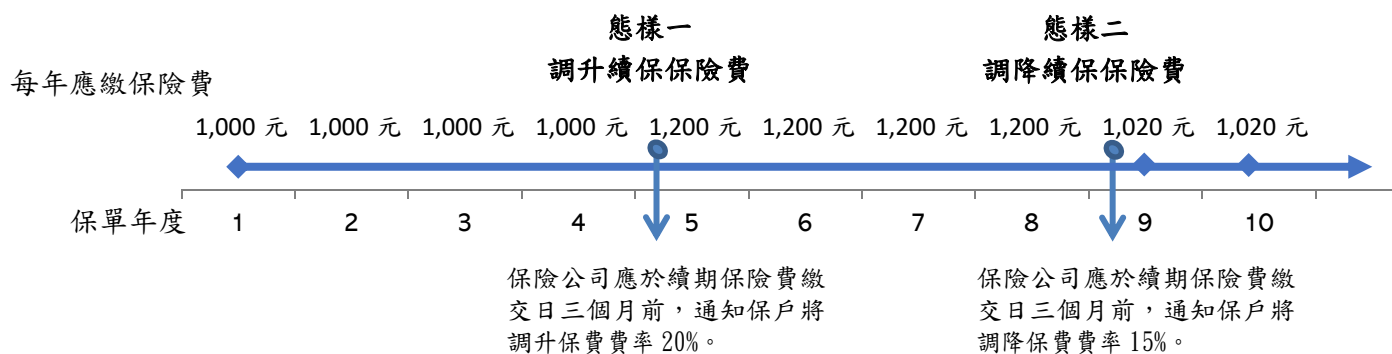 態樣一
調升續保保險費
態樣二
調降續保保險費
每年應繳保險費
1,000 元 1,000 元 1,000 元 1,000 元 1,200 元 1,200 元 1,200 元 1,200 元 1,020 元 1,020 元
保單年度 1 2 3 4 5 6 7 8 9 10
保險公司應於續期保險費繳
交日三個月前，通知保戶將
調升保費費率 20%。
保險公司應於續期保險費繳
交日三個月前，通知保戶將
調降保費費率 15%。